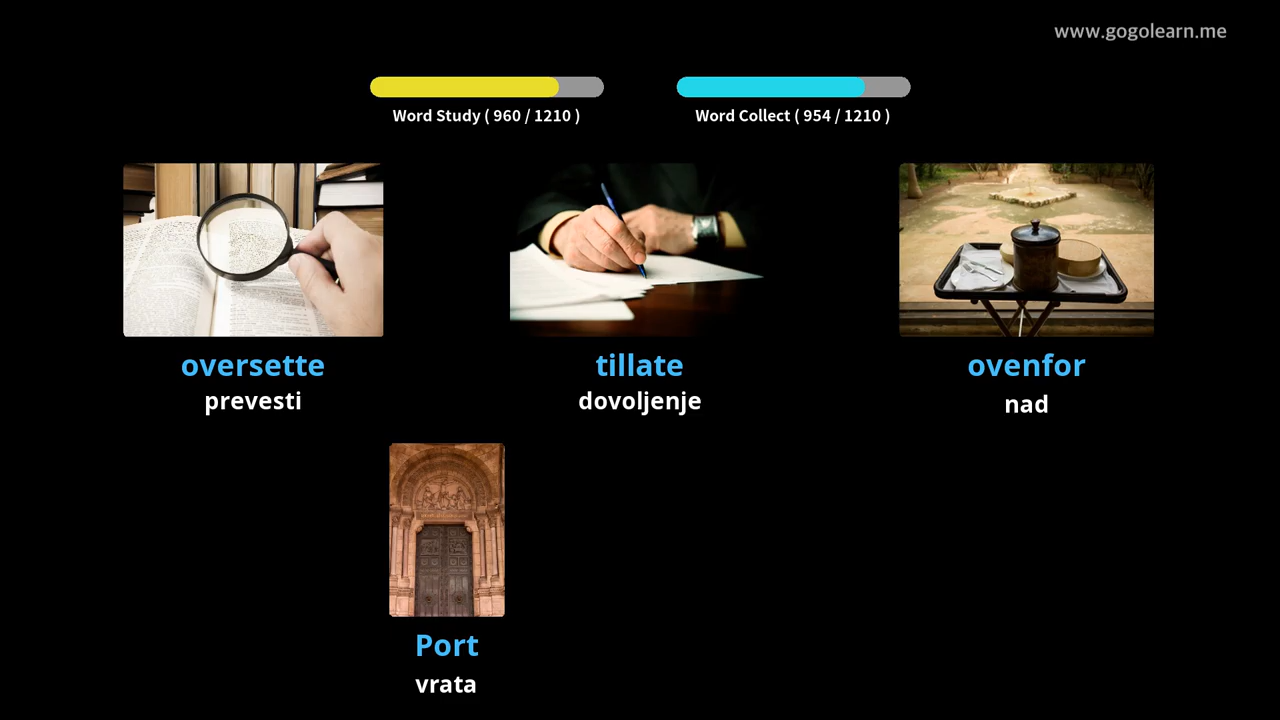 www.gogolearn.me
Word Study ( 960 / 1210 )
Word Collect ( 954 / 1210 )
oversette
prevesti
tillate
dovoljenje
ovenfor
nad
Port
vrata